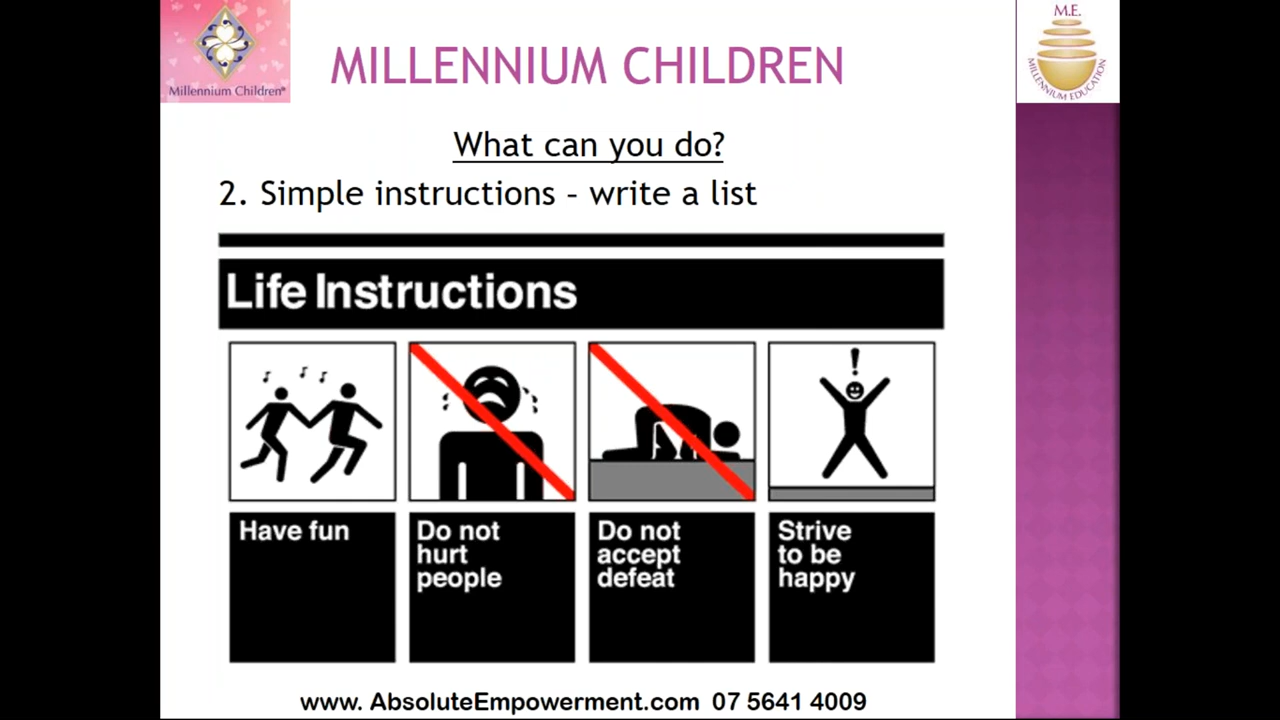 Millennium Children®
MILLENNIUM CHILDREN
M.E.
MILLENNIUM EDUCATION
What can you do?
2. Simple instructions – write a list
Life Instructions
Have fun
Do not
hurt
people
Do not
accept
defeat
Strive
to be
happy
www. AbsoluteEmpowerment.com 07 5641 4009